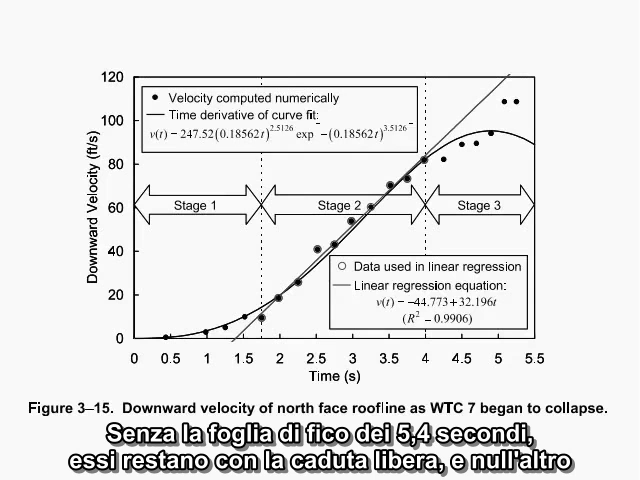 120
100
80
60
40
20
0
Downward Velocity (ft/s)
Velocity computed numerically
Time derivative of curve fit:
v(t) = 247.52(0.18562t)^2.5126 exp[−(0.18562t)^3.5126]
Stage 1
Stage 2
Stage 3
Data used in linear regression
Linear regression equation:
v(t) = −44.773+32.196t
(R² = 0.9906)
0 0.5 1 1.5 2 2.5 3 3.5 4 4.5 5 5.5
Time (s)
Figure 3–15. Downward velocity of north face roofline as WTC 7 began to collapse.
Senza la foglia di fico dei 5,4 secondi,
essi restano con la caduta libera, e null'altro